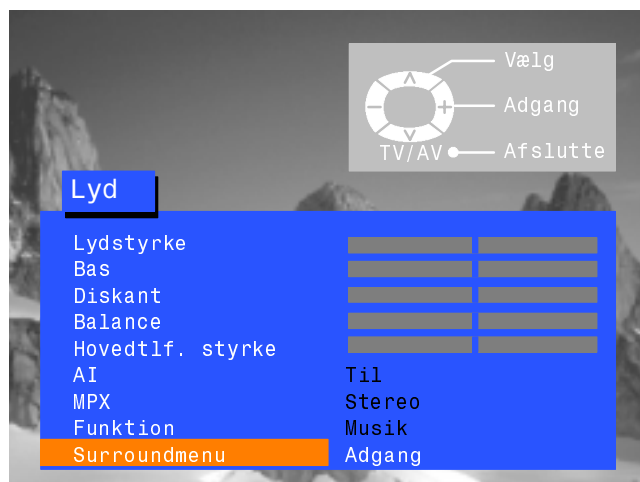 Vælg
Adgang
TV/AV Afslutte
Lyd
Lydstyrke
Bas
Diskant
Balance
Hovedtlf. styrke
AI Til
MPX Stereo
Funktion Musik
Surroundmenu Adgang